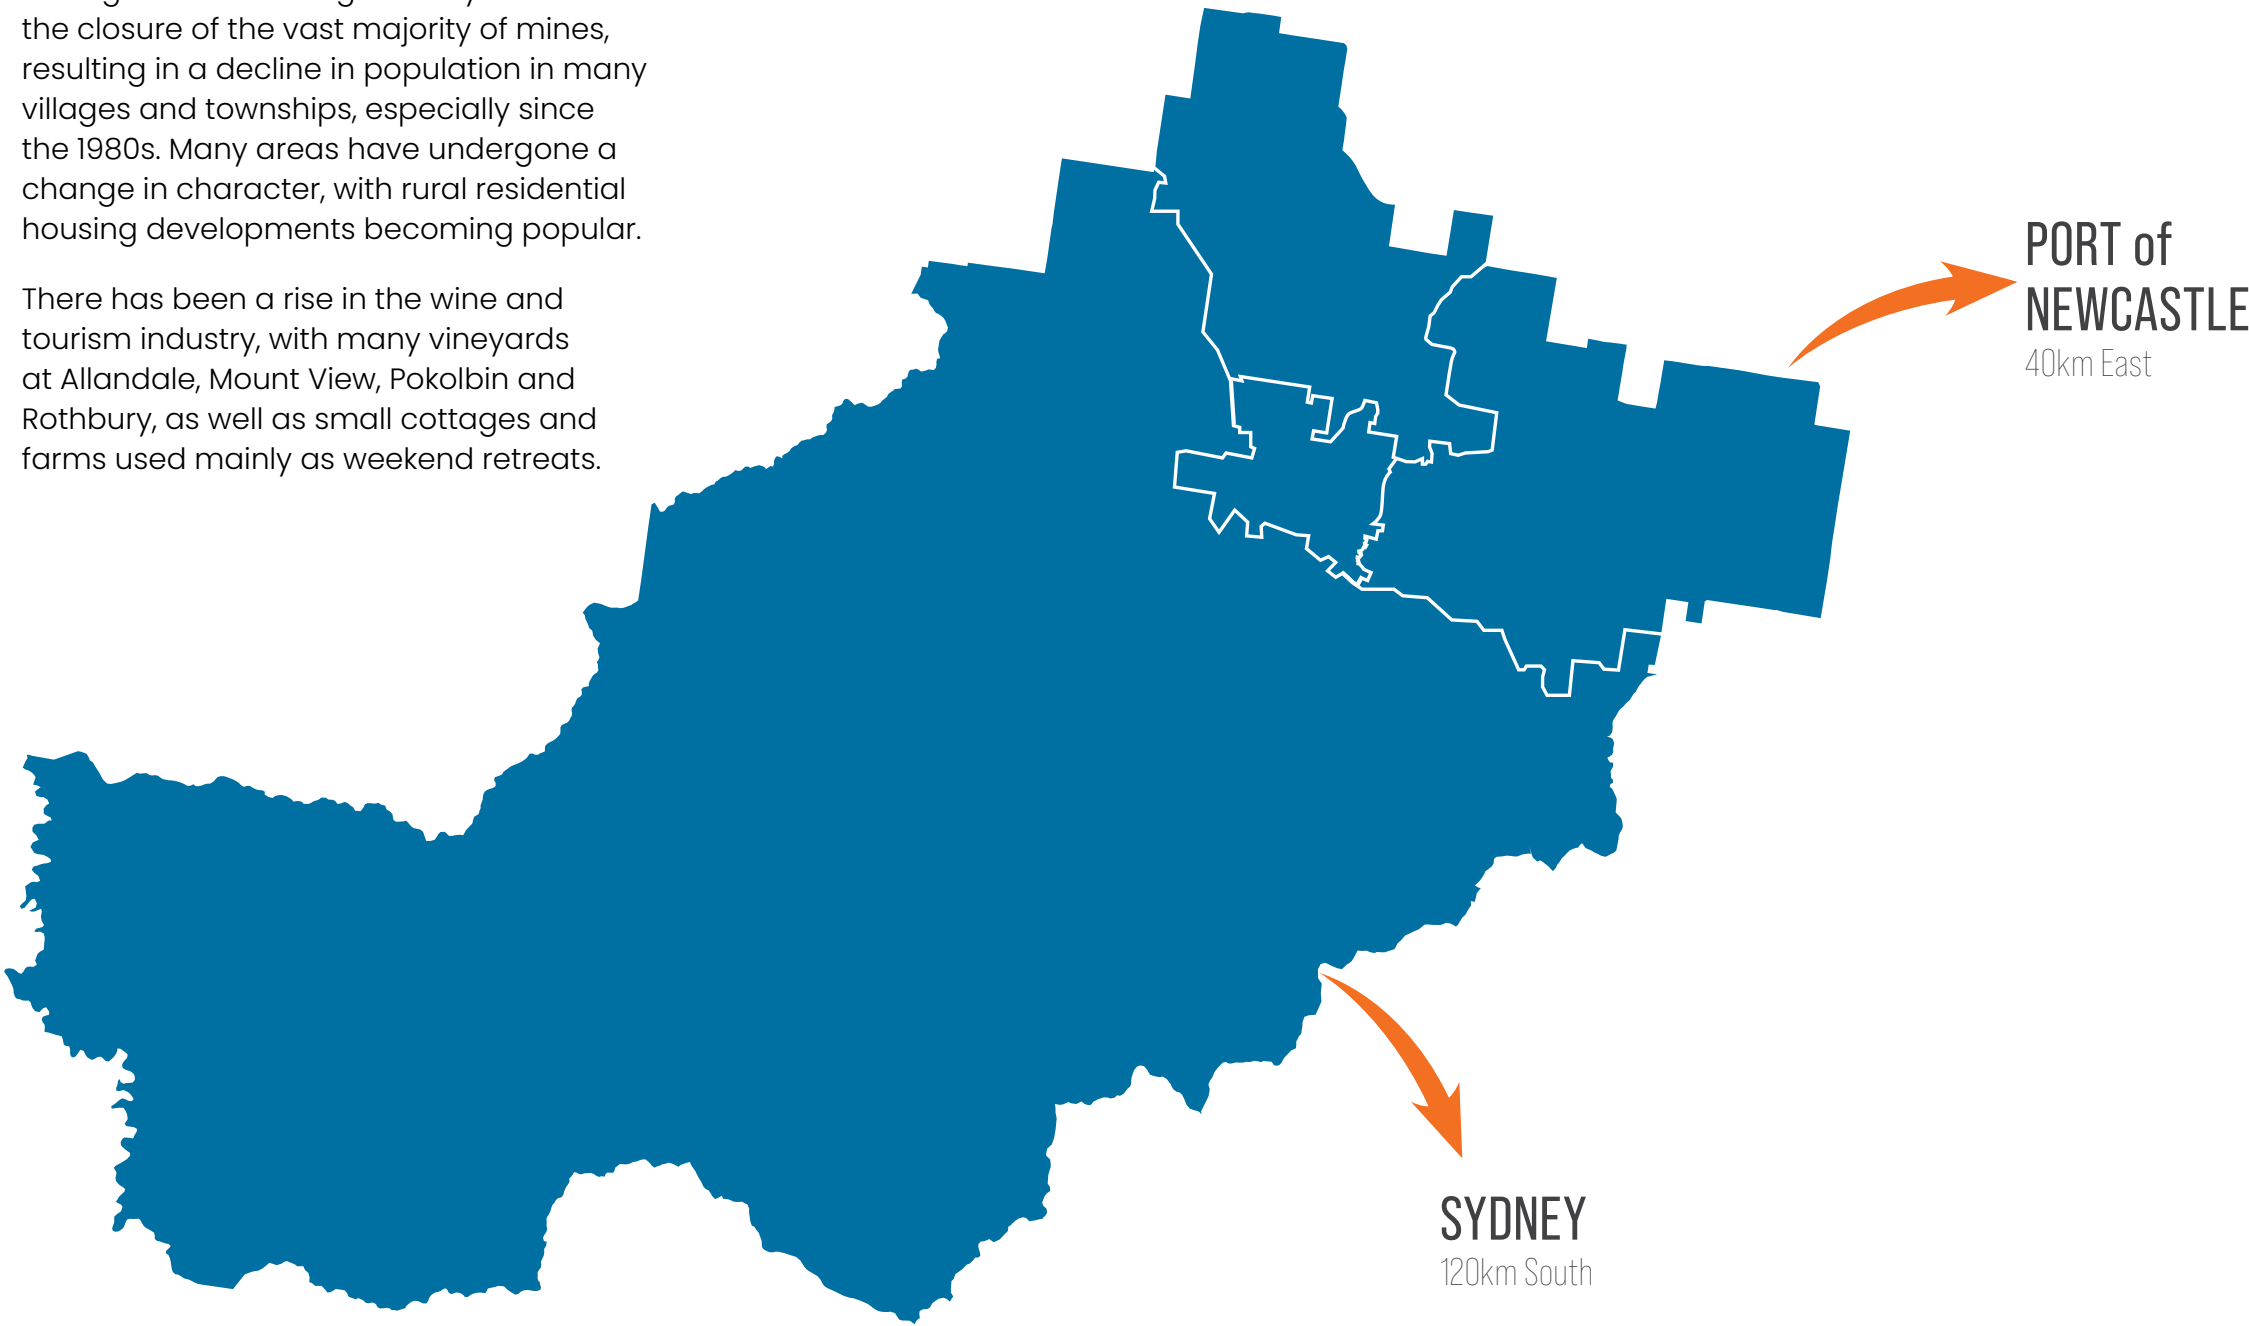 the closure of the vast majority of mines,
resulting in a decline in population in many
villages and townships, especially since
the 1980s. Many areas have undergone a
change in character, with rural residential
housing developments becoming popular.
There has been a rise in the wine and
tourism industry, with many vineyards
at Allandale, Mount View, Pokolbin and
Rothbury, as well as small cottages and
farms used mainly as weekend retreats.
PORT of
NEWCASTLE
40km East
SYDNEY
120km South